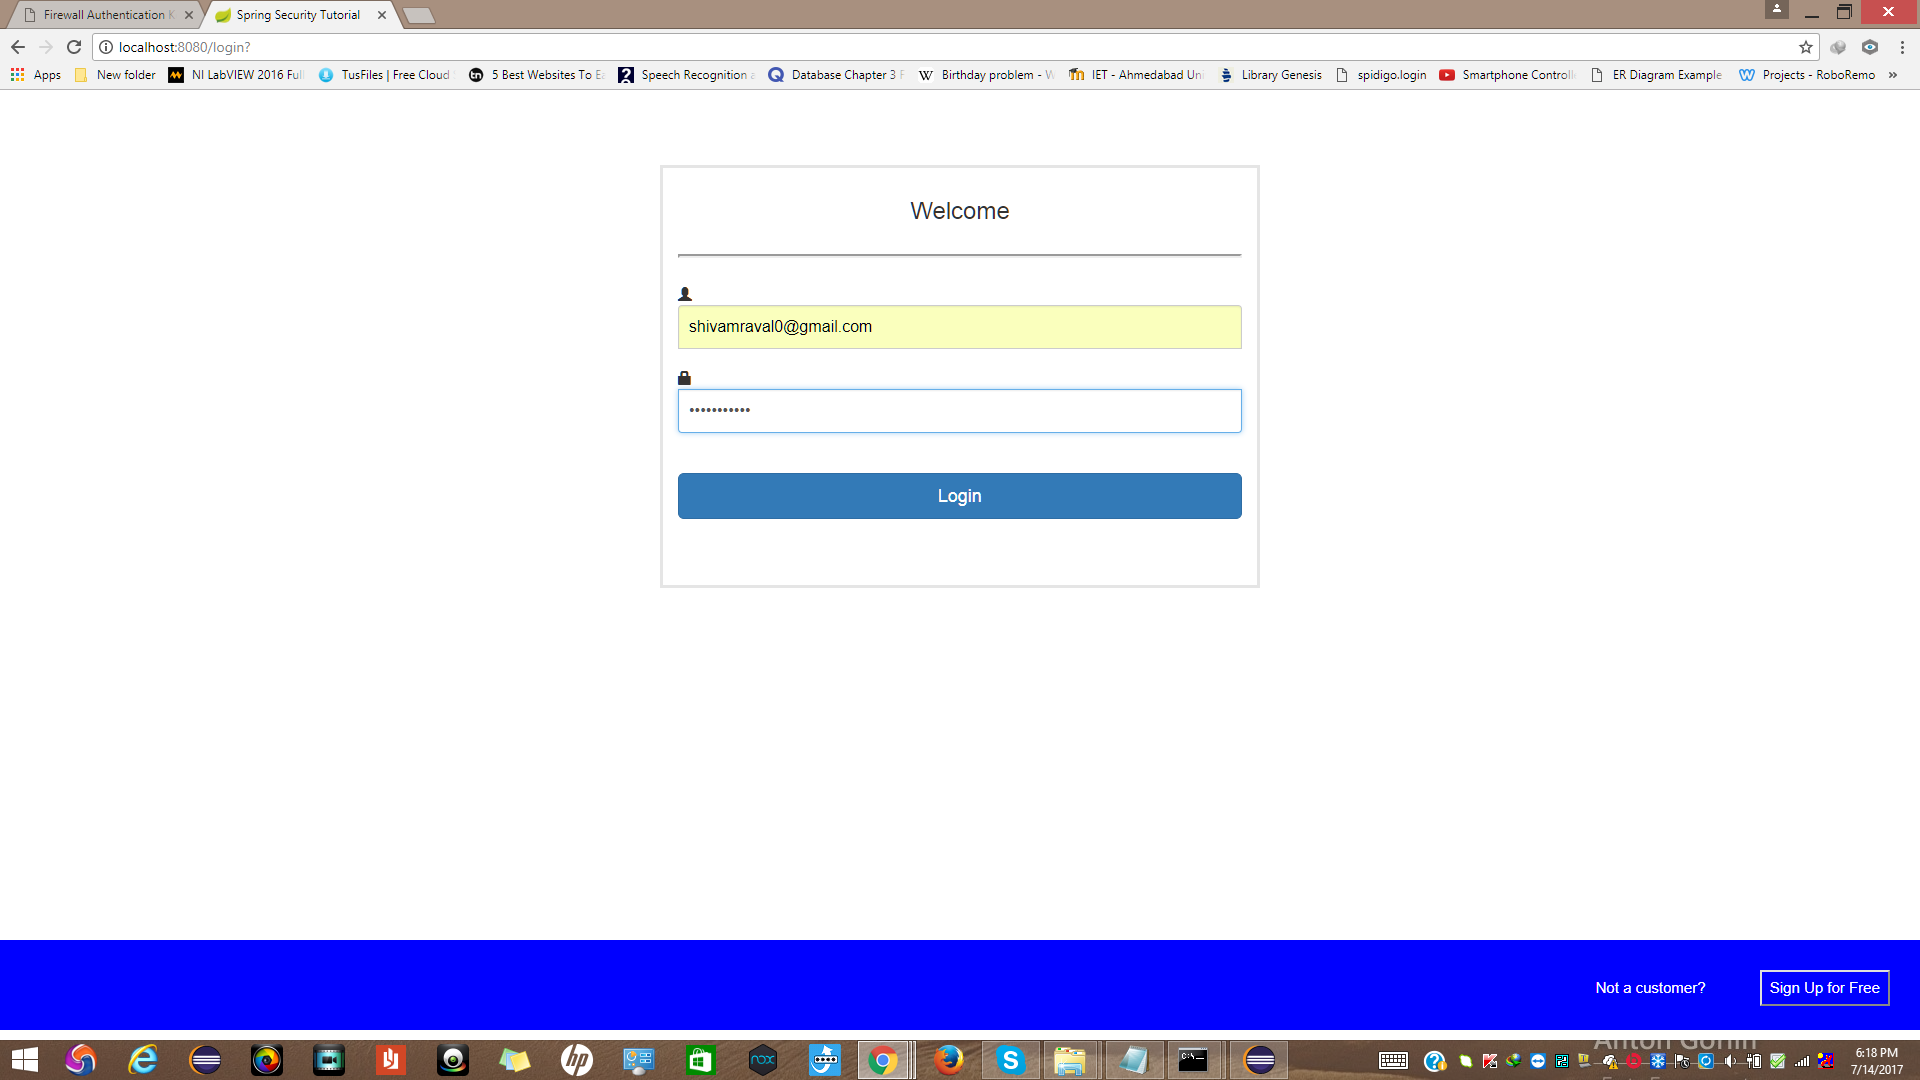 Firewall Authentication K
Spring Security Tutorial
localhost:8080/login?
Apps New folder NI LabVIEW 2016 Full TusFiles | Free Cloud 5 Best Websites To Ea Speech Recognition a Database Chapter 3 F Birthday problem - W IET - Ahmedabad Uni Library Genesis spidigo.login Smartphone Controll ER Diagram Example Projects - RoboRemo »
Welcome
shivamraval0@gmail.com
Login
Not a customer? Sign Up for Free
6:18 PM
7/14/2017